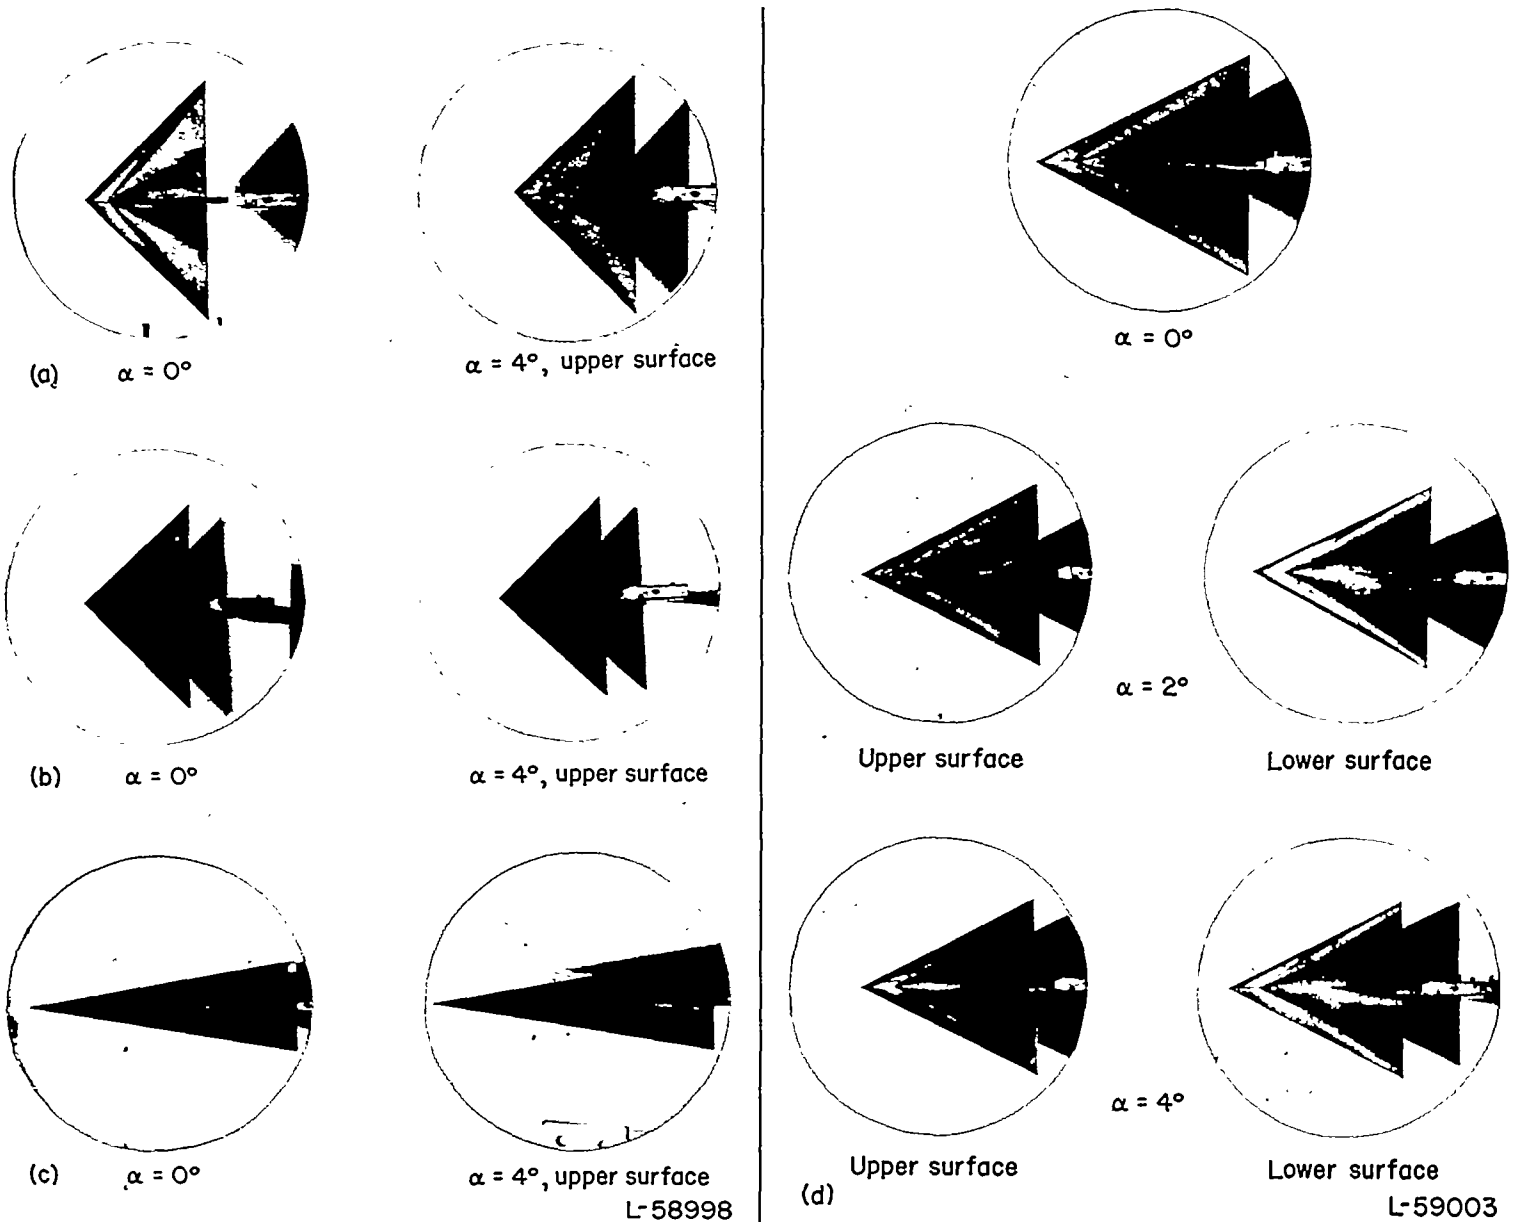 (a) α = 0°
α = 4°, upper surface
(b) α = 0°
α = 4°, upper surface
(c) α = 0°
α = 4°, upper surface
L-58998
α = 0°
α = 2°
Upper surface
Lower surface
α = 4°
Upper surface
Lower surface
(d)
L-59003